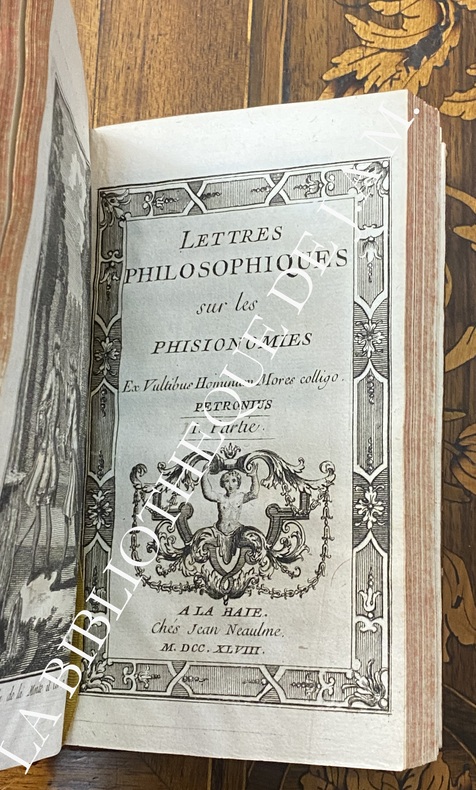 LETTRES
PHILOSOPHIQUES
sur les
PHISIONOMIES
Ex Vultibus Hominum Mores colligo.
PETRONIUS
I. Partie.
A LA HAIE.
Chés Jean Neaulme.
M. DCC. XLVIII.
LA BIBLIOTHEQUE DE LAM.